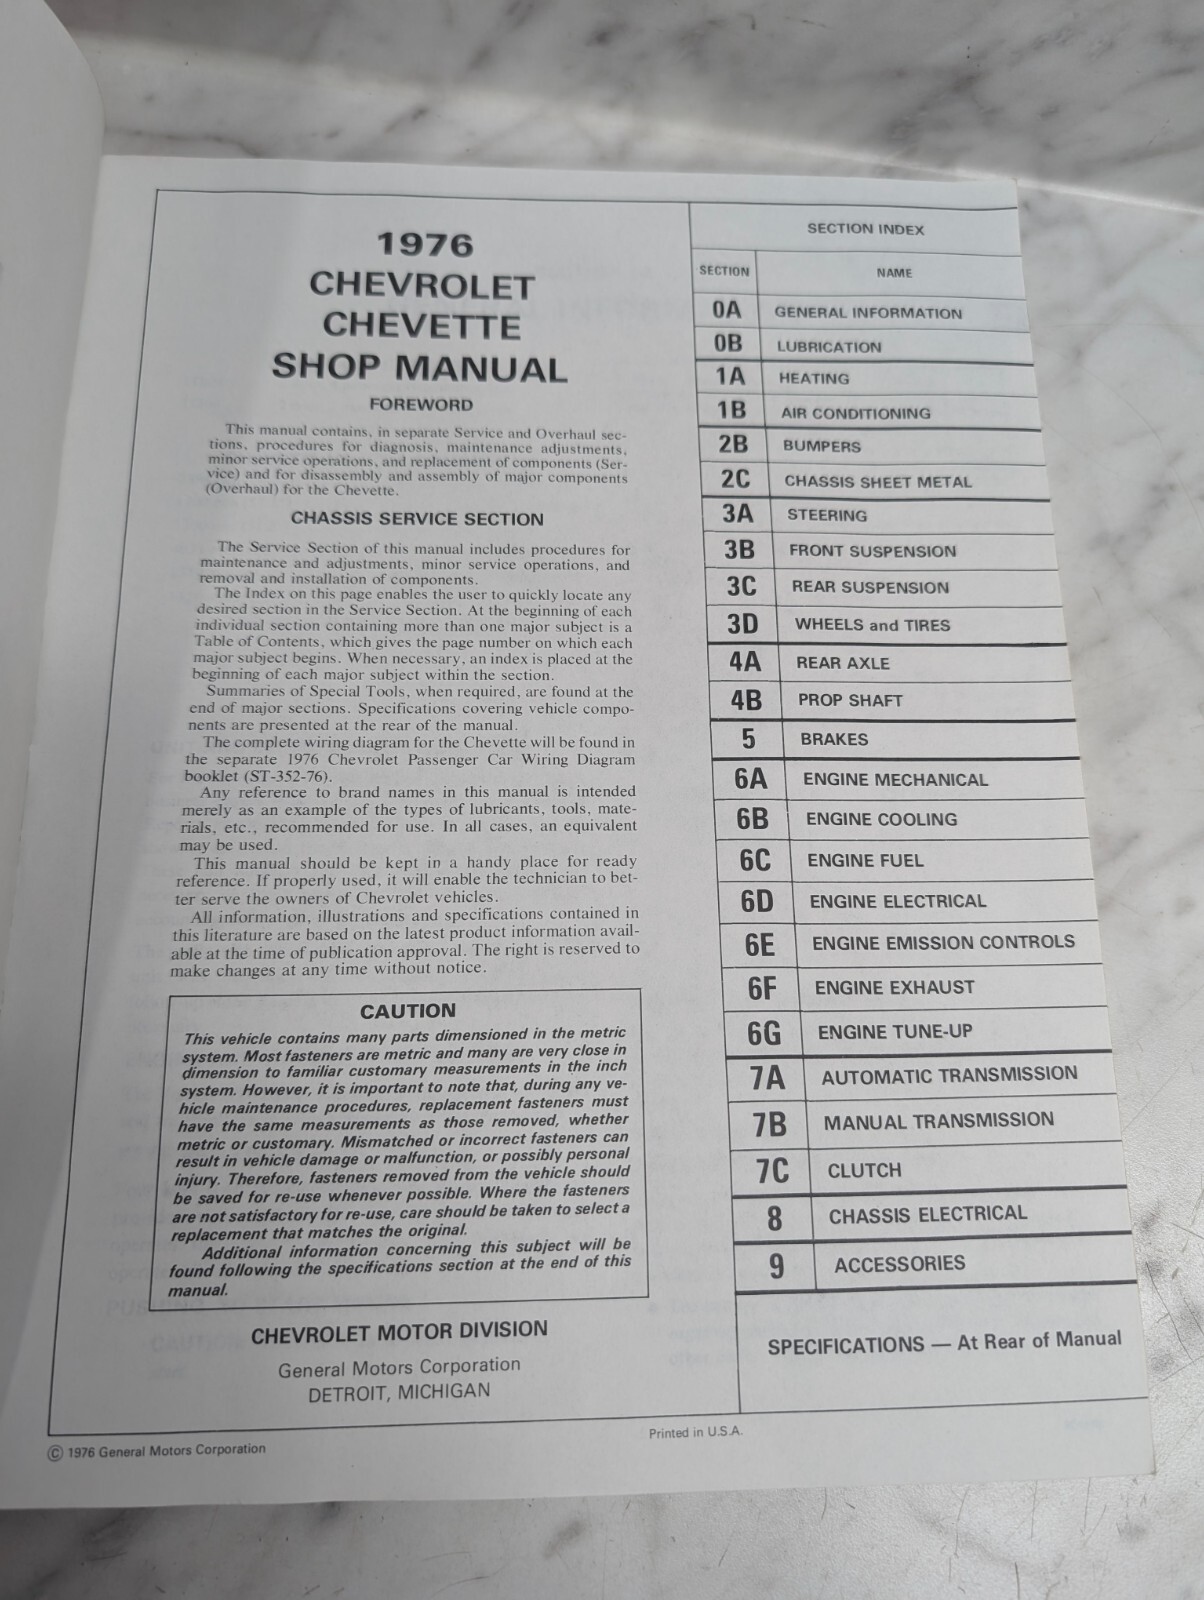 1976
CHEVROLET
CHEVETTE
SHOP MANUAL
FOREWORD
This manual contains, in separate Service and Overhaul sec-
tions, procedures for diagnosis, maintenance adjustments,
minor service operations, and replacement of components (Ser-
vice) and for disassembly and assembly of major components
(Overhaul) for the Chevette.
CHASSIS SERVICE SECTION
The Service Section of this manual includes procedures for
maintenance and adjustments, minor service operations, and
removal and installation of components.
The Index on this page enables the user to quickly locate any
desired section in the Service Section. At the beginning of each
individual section containing more than one major subject is a
Table of Contents, which gives the page number on which each
major subject begins. When necessary, an index is placed at the
beginning of each major subject within the section.
Summaries of Special Tools, when required, are found at the
end of major sections. Specifications covering vehicle compo-
nents are presented at the rear of the manual.
The complete wiring diagram for the Chevette will be found in
the separate 1976 Chevrolet Passenger Car Wiring Diagram
booklet (ST-352-76).
Any reference to brand names in this manual is intended
merely as an example of the types of lubricants, tools, mate-
rials, etc., recommended for use. In all cases, an equivalent
may be used.
This manual should be kept in a handy place for ready
reference. If properly used, it will enable the technician to bet-
ter serve the owners of Chevrolet vehicles.
All information, illustrations and specifications contained in
this literature are based on the latest product information avail-
able at the time of publication approval. The right is reserved to
make changes at any time without notice.
CAUTION
This vehicle contains many parts dimensioned in the metric
system. Most fasteners are metric and many are very close in
dimension to familiar customary measurements in the inch
system. However, it is important to note that, during any ve-
hicle maintenance procedures, replacement fasteners must
have the same measurements as those removed, whether
metric or customary. Mismatched or incorrect fasteners can
result in vehicle damage or malfunction, or possibly personal
injury. Therefore, fasteners removed from the vehicle should
be saved for re-use whenever possible. Where the fasteners
are not satisfactory for re-use, care should be taken to select a
replacement that matches the original.
Additional information concerning this subject will be
found following the specifications section at the end of this
manual.
CHEVROLET MOTOR DIVISION
General Motors Corporation
DETROIT, MICHIGAN
SECTION INDEX
SECTION NAME
0A GENERAL INFORMATION
0B LUBRICATION
1A HEATING
1B AIR CONDITIONING
2B BUMPERS
2C CHASSIS SHEET METAL
3A STEERING
3B FRONT SUSPENSION
3C REAR SUSPENSION
3D WHEELS and TIRES
4A REAR AXLE
4B PROP SHAFT
5 BRAKES
6A ENGINE MECHANICAL
6B ENGINE COOLING
6C ENGINE FUEL
6D ENGINE ELECTRICAL
6E ENGINE EMISSION CONTROLS
6F ENGINE EXHAUST
6G ENGINE TUNE-UP
7A AUTOMATIC TRANSMISSION
7B MANUAL TRANSMISSION
7C CLUTCH
8 CHASSIS ELECTRICAL
9 ACCESSORIES
SPECIFICATIONS — At Rear of Manual
© 1976 General Motors Corporation
Printed in U.S.A.